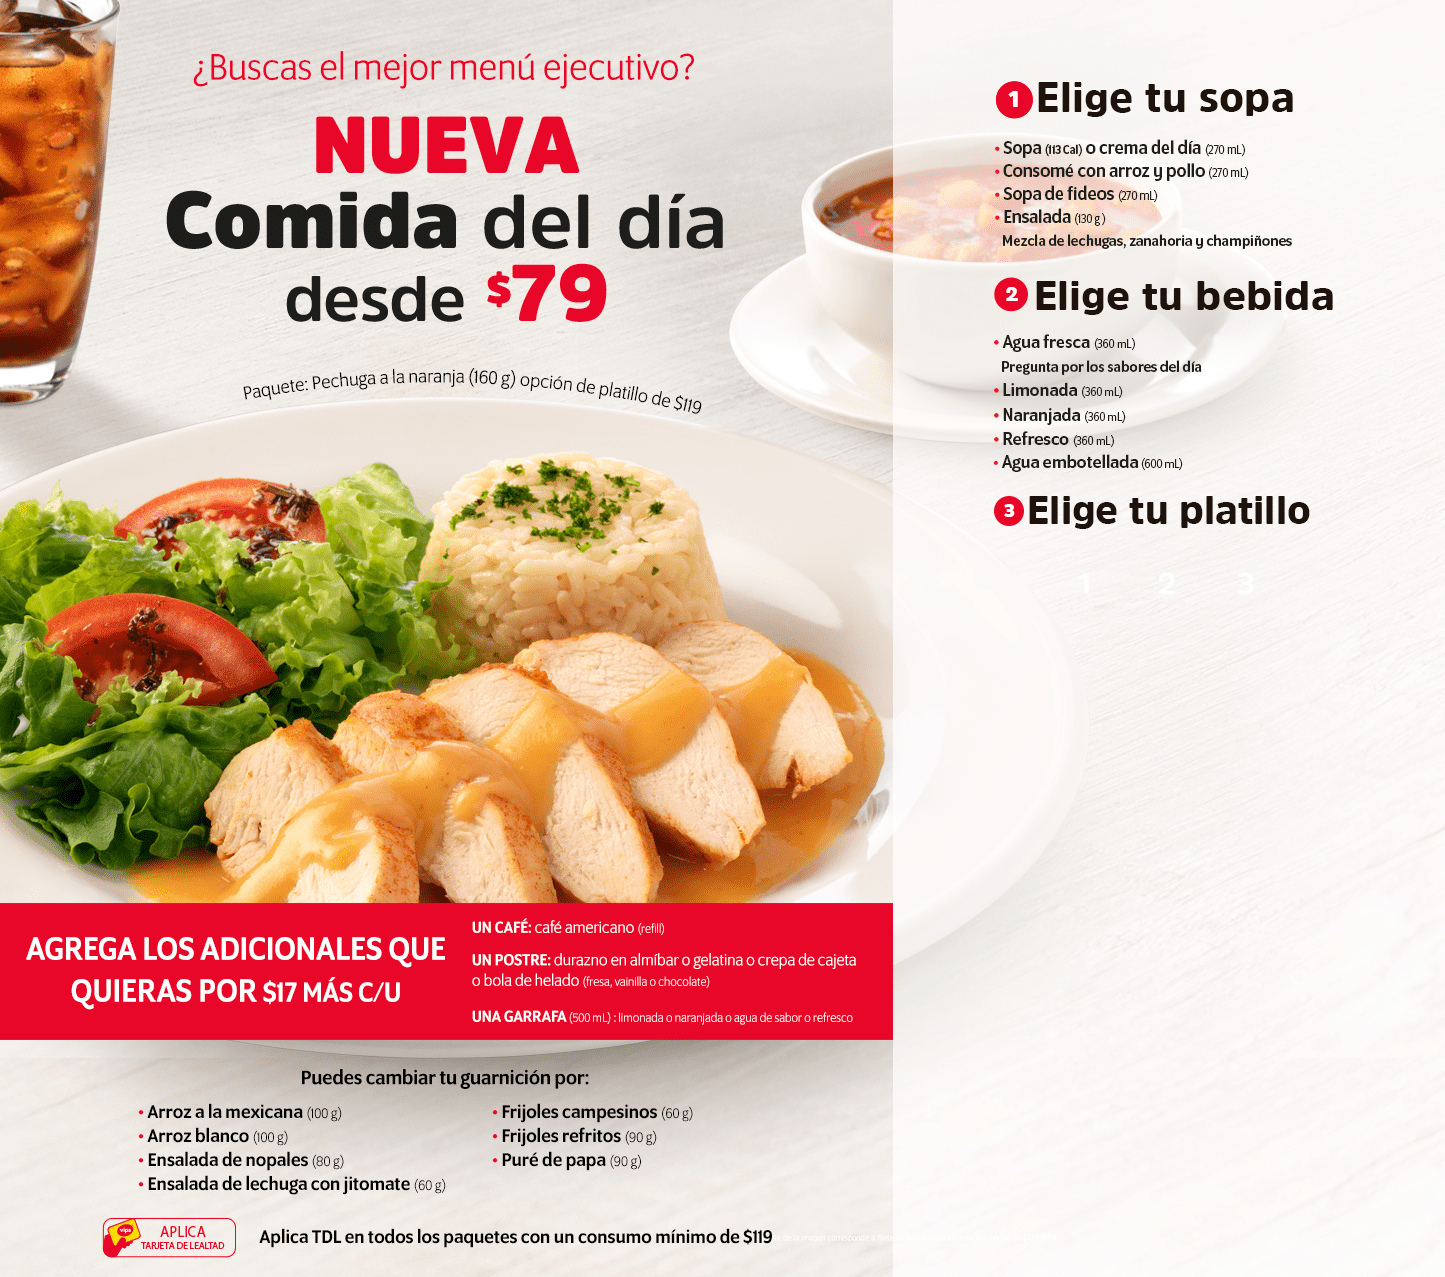 ¿Buscas el mejor menú ejecutivo?
NUEVA
Comida del día
desde $79
Paquete: Pechuga a la naranja (160 g) opción de platillo de $119
AGREGA LOS ADICIONALES QUE
QUIERAS POR $17 MÁS C/U
UN CAFÉ: café americano (refill)
UN POSTRE: durazno en almíbar o gelatina o crepa de cajeta
o bola de helado (fresa, vainilla o chocolate)
UNA GARRAFA (500 mL) : limonada o naranjada o agua de sabor o refresco
Puedes cambiar tu guarnición por:
• Arroz a la mexicana (100 g)
• Arroz blanco (100 g)
• Ensalada de nopales (80 g)
• Ensalada de lechuga con jitomate (60 g)
• Frijoles campesinos (60 g)
• Frijoles refritos (90 g)
• Puré de papa (90 g)
vips
APLICA
TARJETA DE LEALTAD
Aplica TDL en todos los paquetes con un consumo mínimo de $119
1 Elige tu sopa
• Sopa (113 Cal) o crema del día (270 mL)
• Consomé con arroz y pollo (270 mL)
• Sopa de fideos (270 mL)
• Ensalada (130 g )
Mezcla de lechugas, zanahoria y champiñones
2 Elige tu bebida
• Agua fresca (360 mL)
Pregunta por los sabores del día
• Limonada (360 mL)
• Naranjada (360 mL)
• Refresco (360 mL)
• Agua embotellada (600 mL)
3 Elige tu platillo
1 2 3